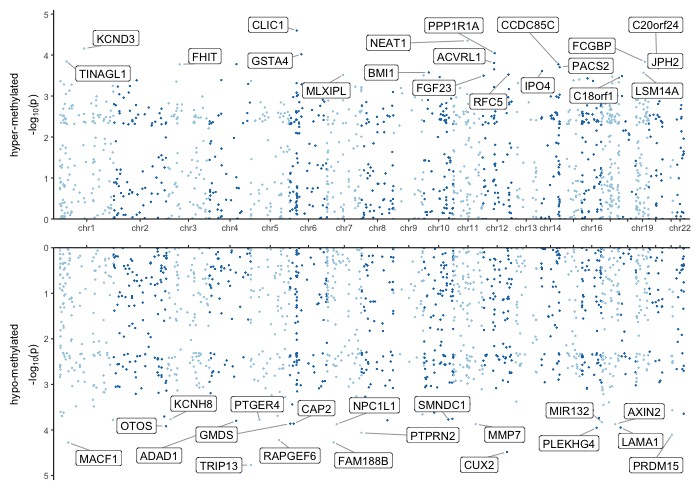 5
CLIC1
PPP1R1A
CCDC85C
C20orf24
KCND3
NEAT1
FCGBP
4
FHIT
GSTA4
ACVRL1
PACS2
JPH2
TINAGL1
BMI1
IPO4
MLXIPL
FGF23
RFC5
C18orf1
LSM14A
3
hyper-methylated
-log10(p)
2
1
0
chr1 chr2 chr3 chr4 chr5 chr6 chr7 chr8 chr9 chr10 chr11 chr12 chr13 chr14 chr16 chr19 chr22
0
1
2
hypo-methylated
-log10(p)
3
KCNH8
PTGER4
CAP2
NPC1L1
SMNDC1
MIR132
AXIN2
OTOS
4
GMDS
PTPRN2
MMP7
PLEKHG4
LAMA1
MACF1
ADAD1
TRIP13
RAPGEF6
FAM188B
CUX2
PRDM15
5